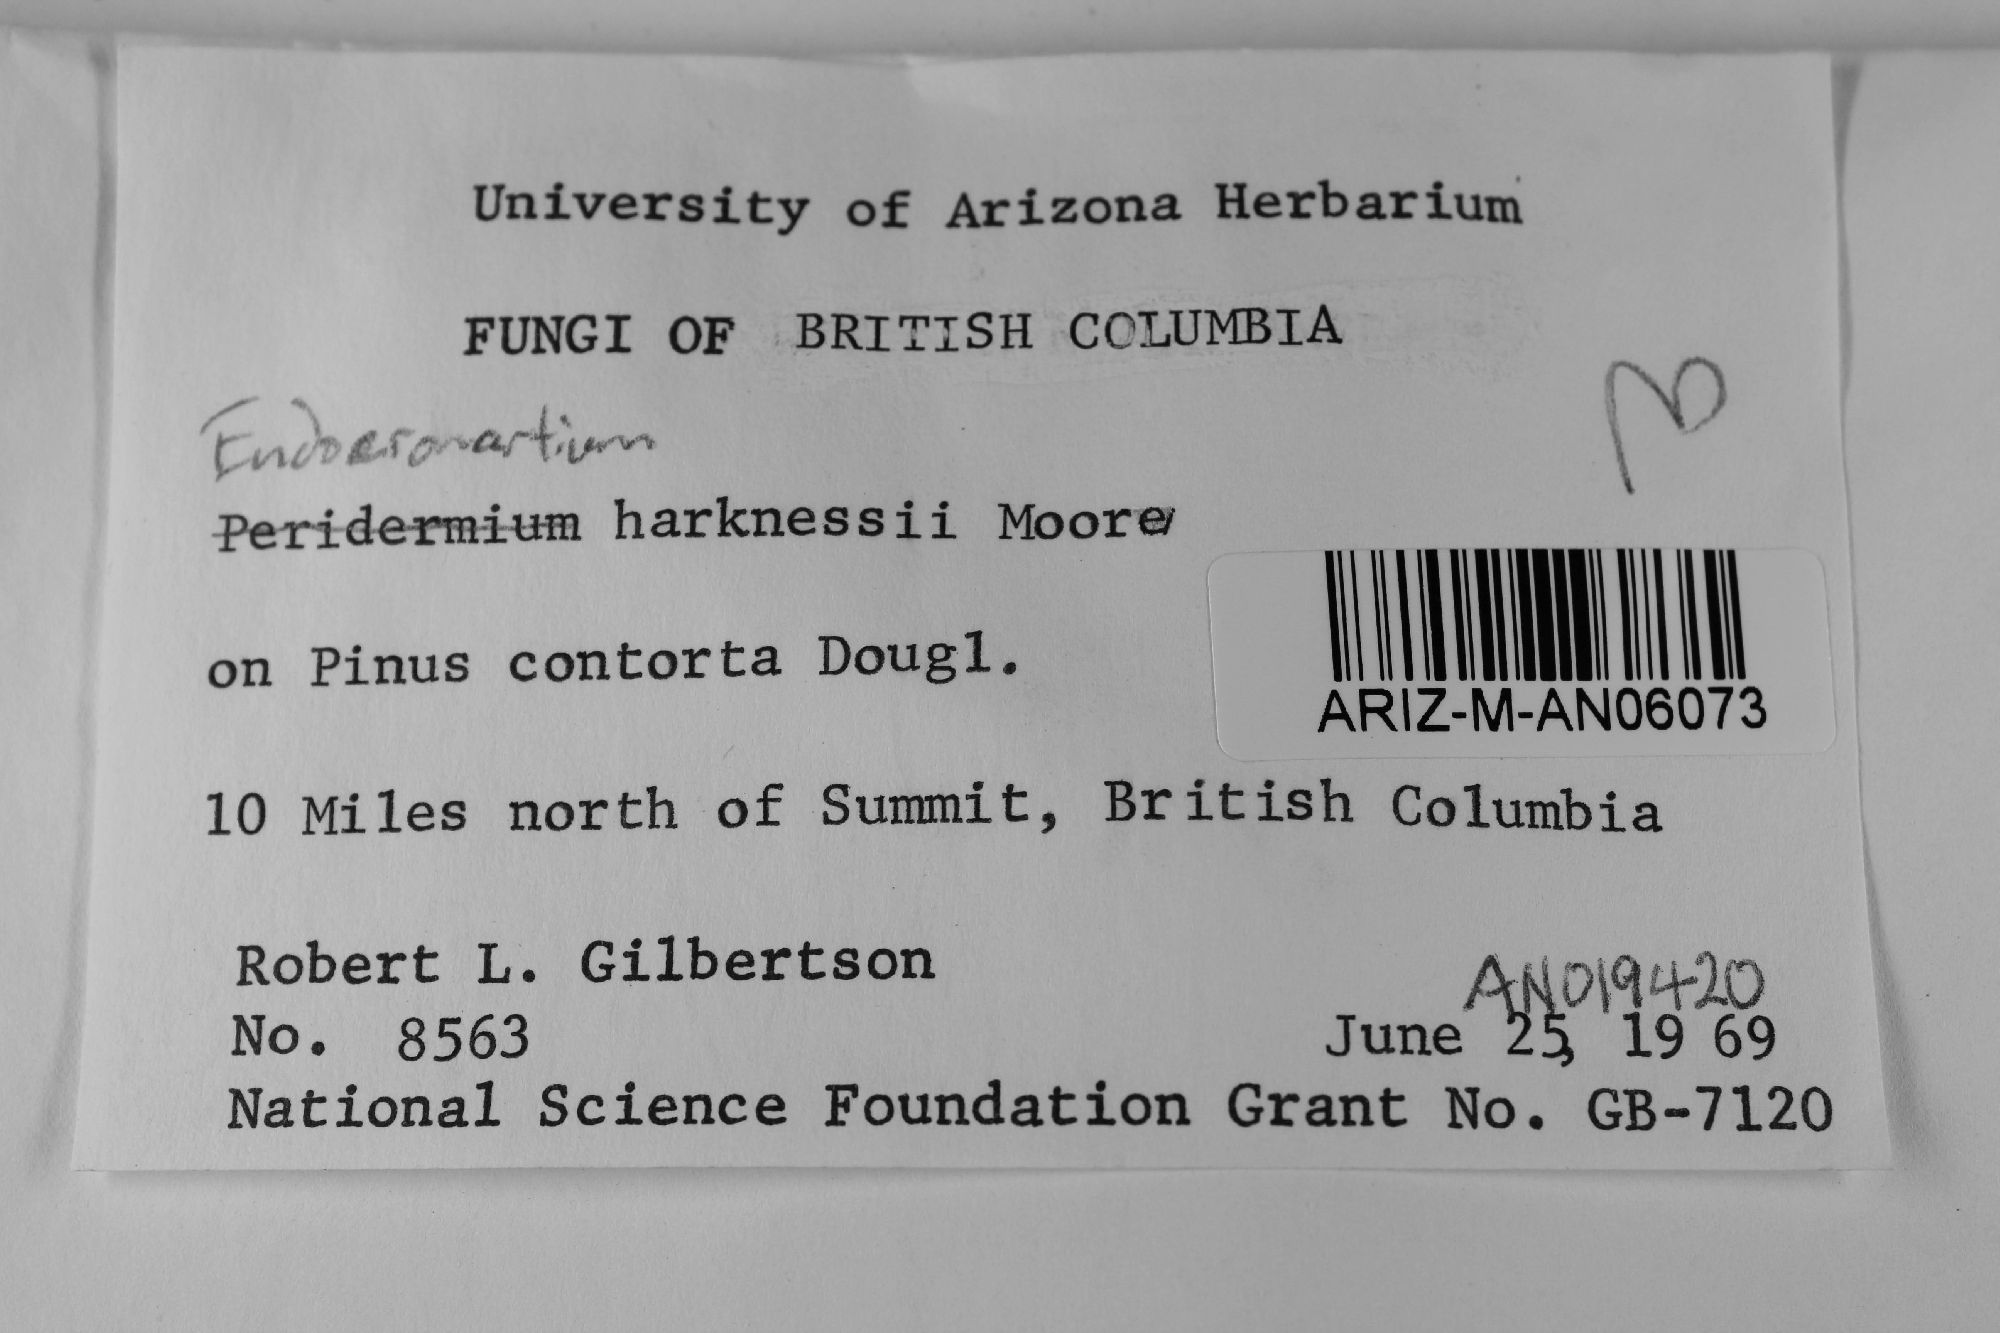 University of Arizona Herbarium
FUNGI OF BRITISH COLUMBIA
Endocronartium
Peridermium harknessii Moore
on Pinus contorta Dougl.
ARIZ-M-AN06073
10 Miles north of Summit, British Columbia
Robert L. Gilbertson
AN019420
No. 8563 June 25, 19 69
National Science Foundation Grant No. GB-7120